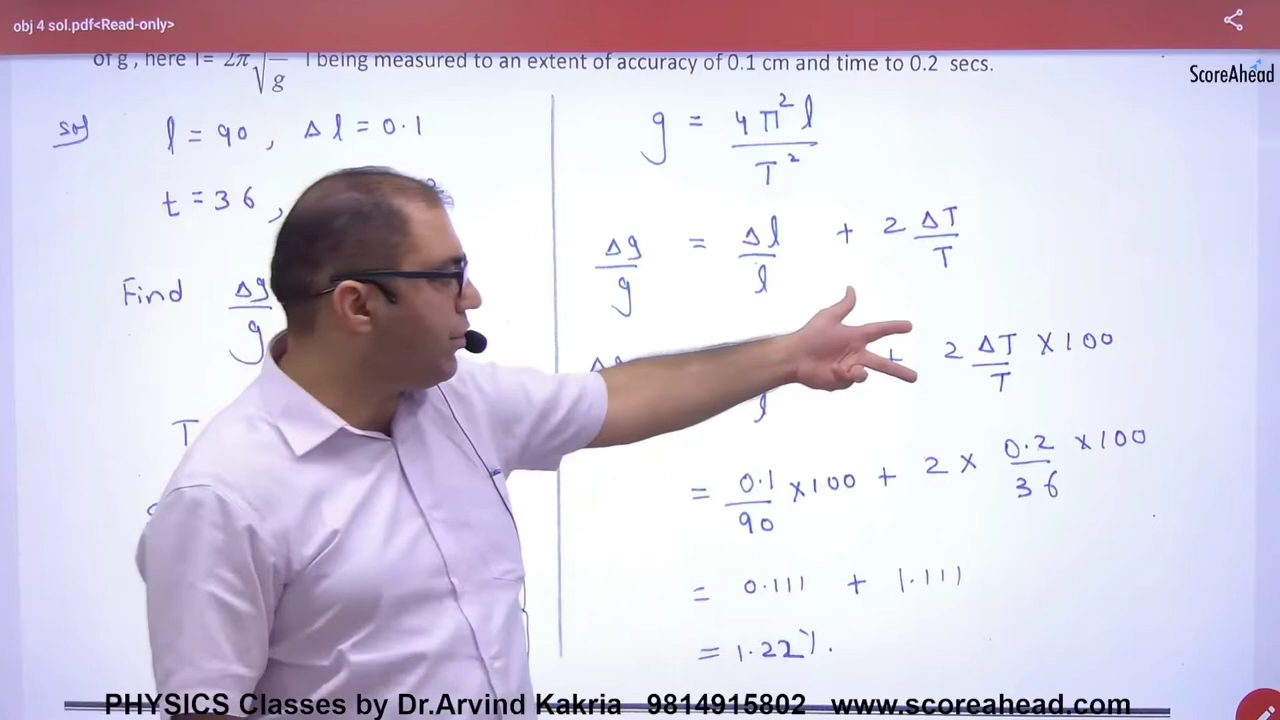 obj 4 sol.pdf<Read-only>
ScoreAhead
of g , here T= 2π √ g l being measured to an extent of accuracy of 0.1 cm and time to 0.2 secs.
Sol l = 90 , Δl = 0.1
t = 36 ,
Find Δg
g
T
g = 4π²l
T²
Δg = Δl + 2 ΔT
g l T
Δg + 2 ΔT × 100
l T
= 0.1 × 100 + 2 × 0.2 × 100
90 36
= 0.111 + 1.111
= 1.22%.
PHYSICS Classes by Dr.Arvind Kakria 9814915802 www.scoreahead.com